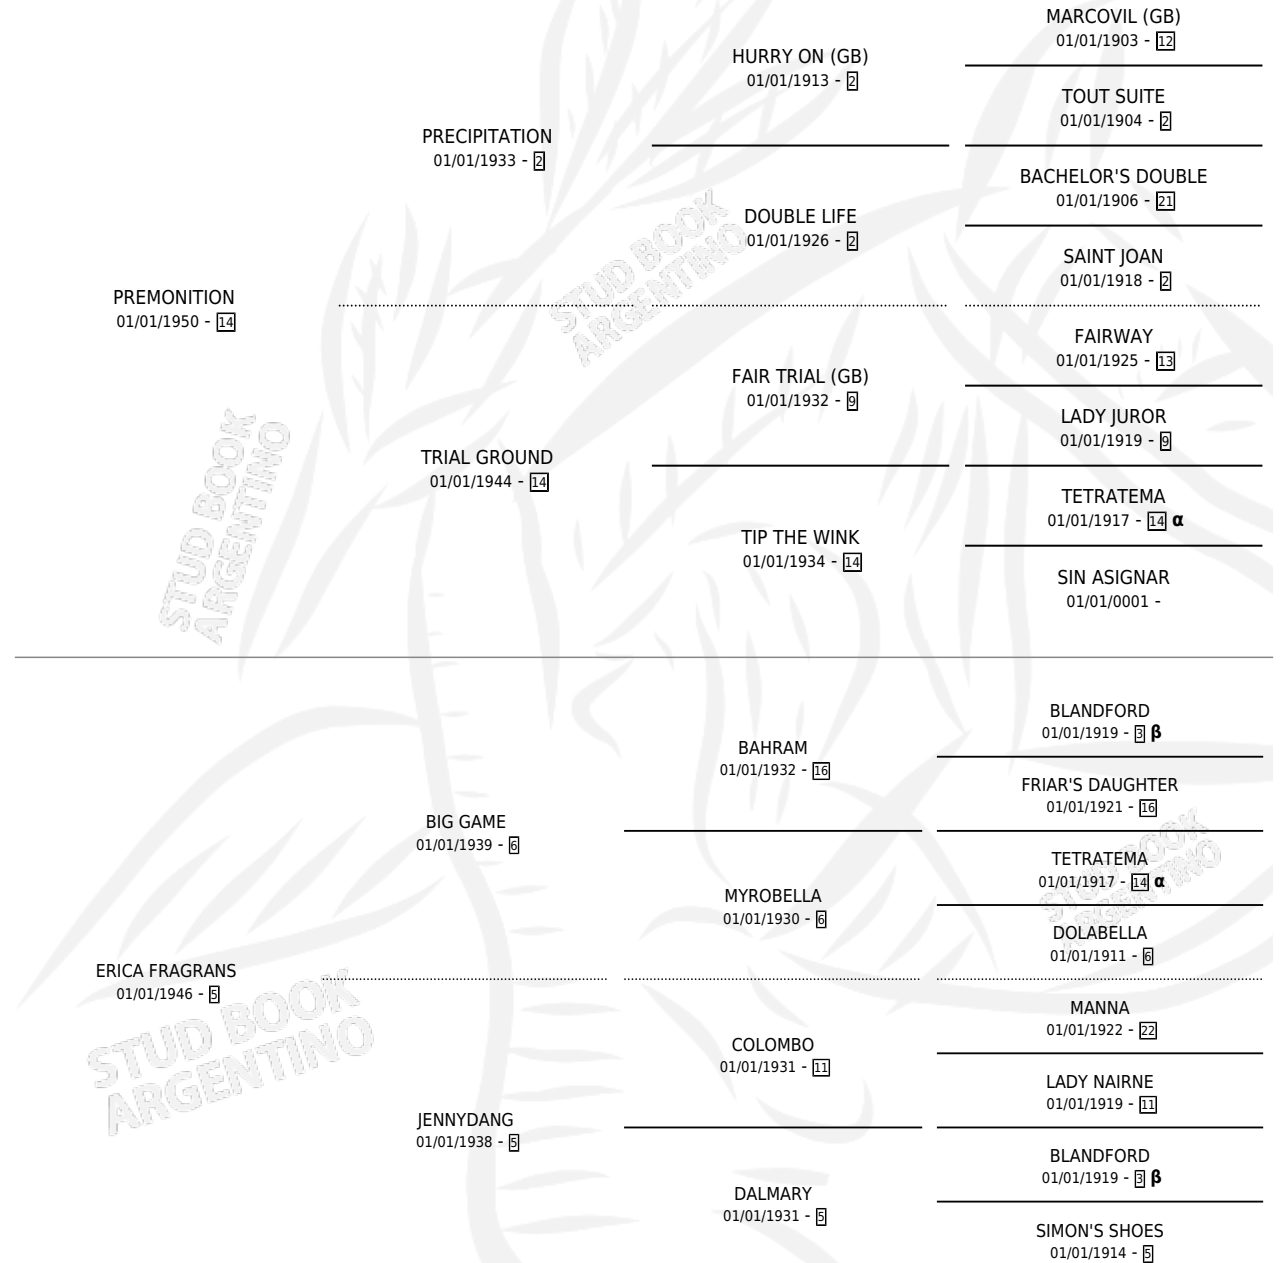 MARCOVIL (GB)
01/01/1903 - 12
HURRY ON (GB)
01/01/1913 - 2
TOUT SUITE
01/01/1904 - 2
PRECIPITATION
01/01/1933 - 2
BACHELOR'S DOUBLE
01/01/1906 - 21
DOUBLE LIFE
01/01/1926 - 2
SAINT JOAN
01/01/1918 - 2
PREMONITION
01/01/1950 - 14
FAIRWAY
01/01/1925 - 13
FAIR TRIAL (GB)
01/01/1932 - 9
LADY JUROR
01/01/1919 - 9
TRIAL GROUND
01/01/1944 - 14
TETRATEMA
01/01/1917 - 14 α
TIP THE WINK
01/01/1934 - 14
SIN ASIGNAR
01/01/0001 -
BLANDFORD
01/01/1919 - 3 β
BAHRAM
01/01/1932 - 16
FRIAR'S DAUGHTER
01/01/1921 - 16
BIG GAME
01/01/1939 - 6
TETRATEMA
01/01/1917 - 14 α
MYROBELLA
01/01/1930 - 6
DOLABELLA
01/01/1911 - 6
ERICA FRAGRANS
01/01/1946 - 5
MANNA
01/01/1922 - 22
COLOMBO
01/01/1931 - 11
LADY NAIRNE
01/01/1919 - 11
JENNYDANG
01/01/1938 - 5
BLANDFORD
01/01/1919 - 3 β
DALMARY
01/01/1931 - 5
SIMON'S SHOES
01/01/1914 - 5
STUD BOOK
ARGENTINO
STUD BOOK
ARGENTINO
STUD BOOK
ARGENTINO
STUD BOOK
ARGENTINO